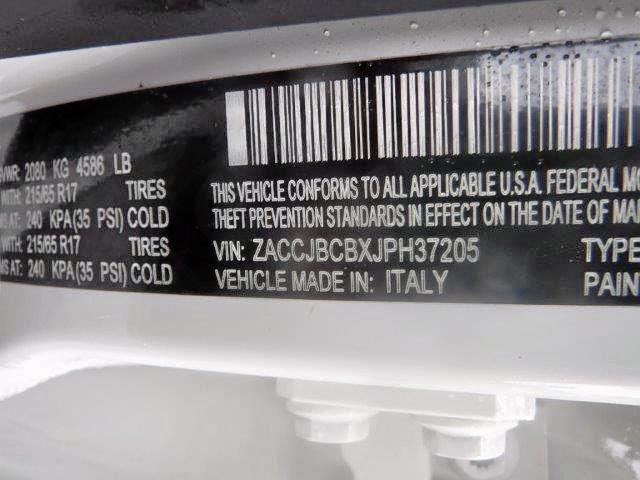 GVWR: 2080 KG 4586 LB
WITH: 215/65 R17 TIRES
AT: 240 KPA(35 PSI) COLD
WITH: 215/65 R17 TIRES
AT: 240 KPA(35 PSI) COLD
THIS VEHICLE CONFORMS TO ALL APPLICABLE U.S.A. FEDERAL MO
THEFT PREVENTION STANDARDS IN EFFECT ON THE DATE OF MA
VIN: ZACCJBCBXJPH37205 TYPE
VEHICLE MADE IN: ITALY PAIN